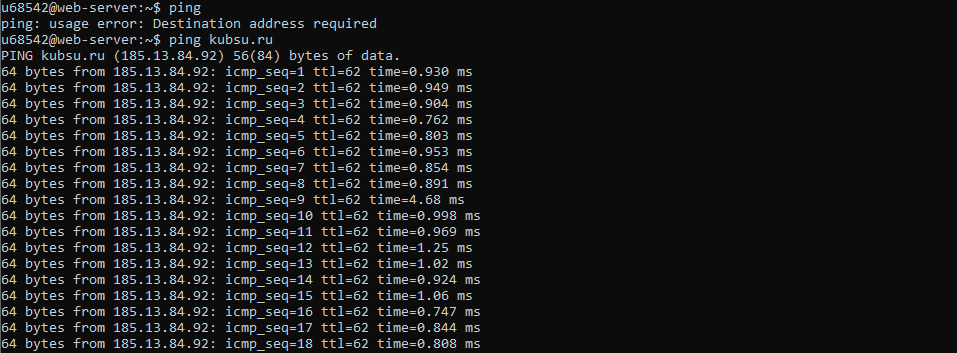 u68542@web-server:~$ ping
ping: usage error: Destination address required
u68542@web-server:~$ ping kubsu.ru
PING kubsu.ru (185.13.84.92) 56(84) bytes of data.
64 bytes from 185.13.84.92: icmp_seq=1 ttl=62 time=0.930 ms
64 bytes from 185.13.84.92: icmp_seq=2 ttl=62 time=0.949 ms
64 bytes from 185.13.84.92: icmp_seq=3 ttl=62 time=0.904 ms
64 bytes from 185.13.84.92: icmp_seq=4 ttl=62 time=0.762 ms
64 bytes from 185.13.84.92: icmp_seq=5 ttl=62 time=0.803 ms
64 bytes from 185.13.84.92: icmp_seq=6 ttl=62 time=0.953 ms
64 bytes from 185.13.84.92: icmp_seq=7 ttl=62 time=0.854 ms
64 bytes from 185.13.84.92: icmp_seq=8 ttl=62 time=0.891 ms
64 bytes from 185.13.84.92: icmp_seq=9 ttl=62 time=4.68 ms
64 bytes from 185.13.84.92: icmp_seq=10 ttl=62 time=0.998 ms
64 bytes from 185.13.84.92: icmp_seq=11 ttl=62 time=0.969 ms
64 bytes from 185.13.84.92: icmp_seq=12 ttl=62 time=1.25 ms
64 bytes from 185.13.84.92: icmp_seq=13 ttl=62 time=1.02 ms
64 bytes from 185.13.84.92: icmp_seq=14 ttl=62 time=0.924 ms
64 bytes from 185.13.84.92: icmp_seq=15 ttl=62 time=1.06 ms
64 bytes from 185.13.84.92: icmp_seq=16 ttl=62 time=0.747 ms
64 bytes from 185.13.84.92: icmp_seq=17 ttl=62 time=0.844 ms
64 bytes from 185.13.84.92: icmp_seq=18 ttl=62 time=0.808 ms